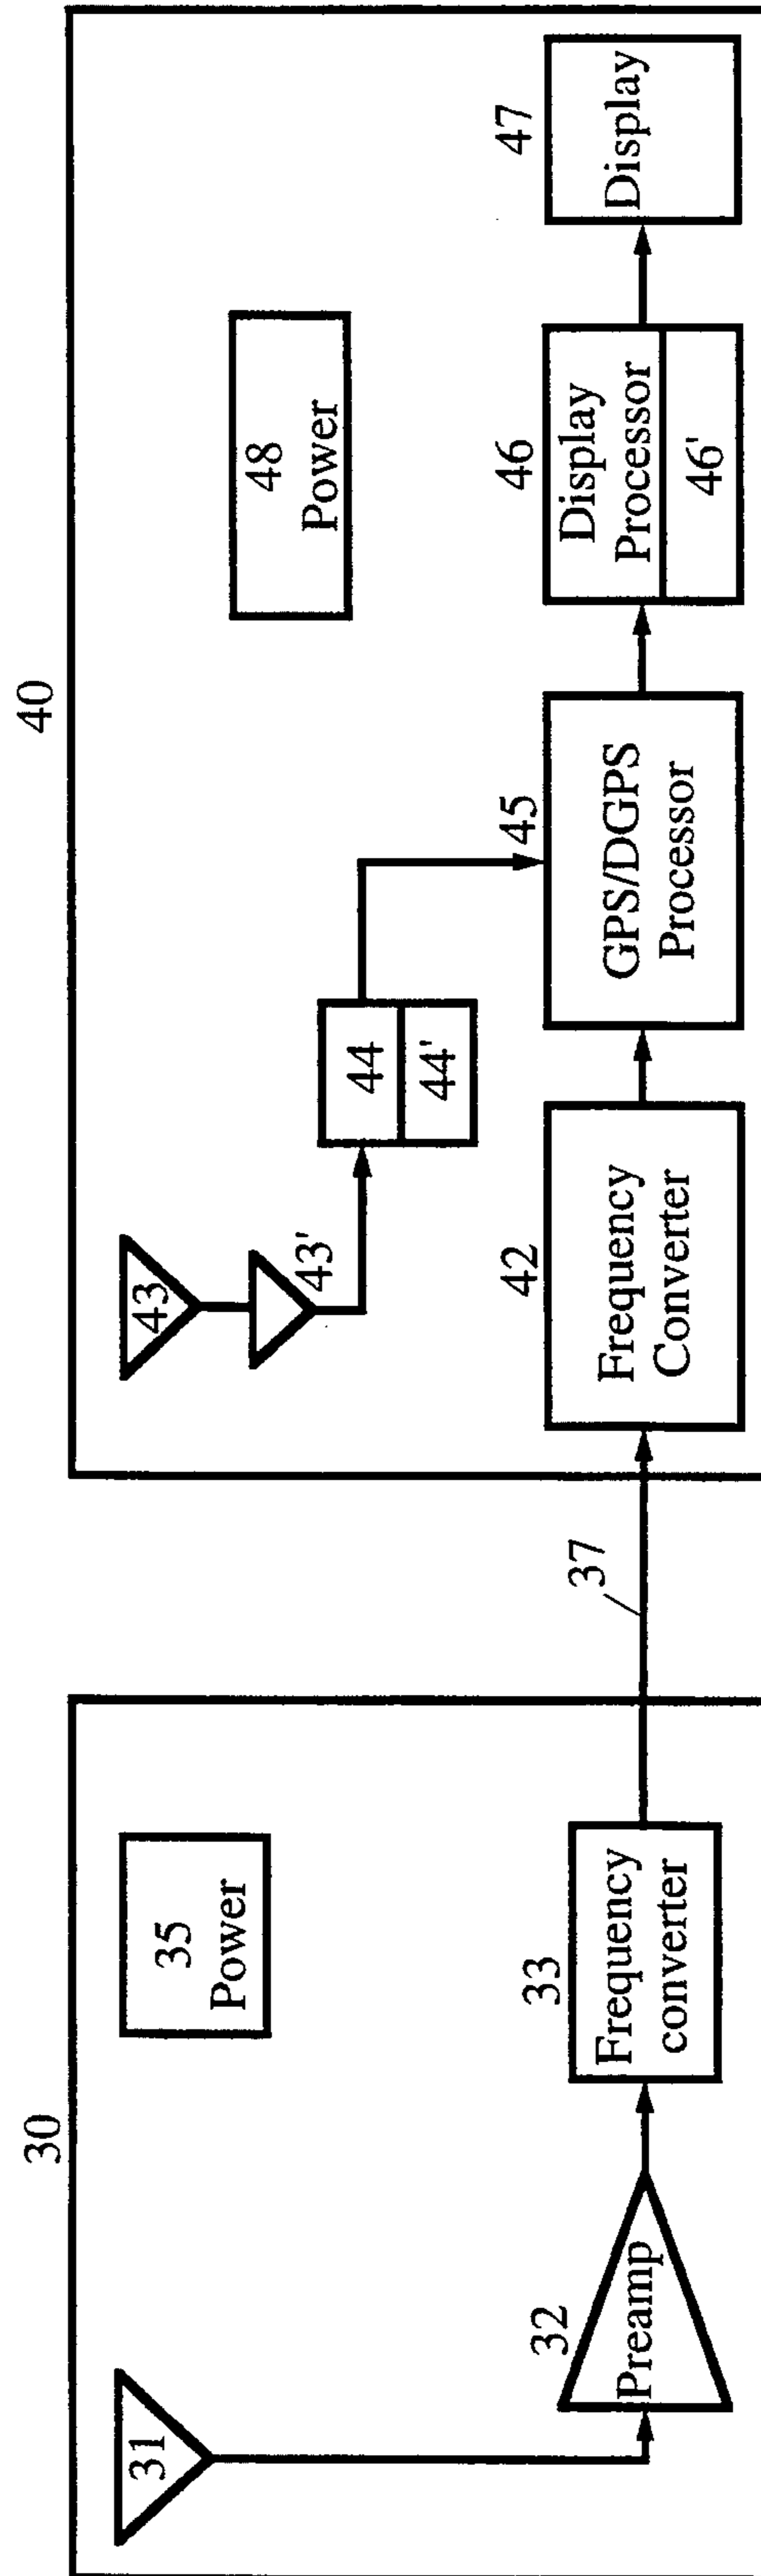 30
31
35
Power
32
Preamp
33
Frequency
converter
37
40
43
43'
44
44'
48
Power
42
Frequency
Converter
45
GPS/DGPS
Processor
46
Display
Processor
46'
47
Display